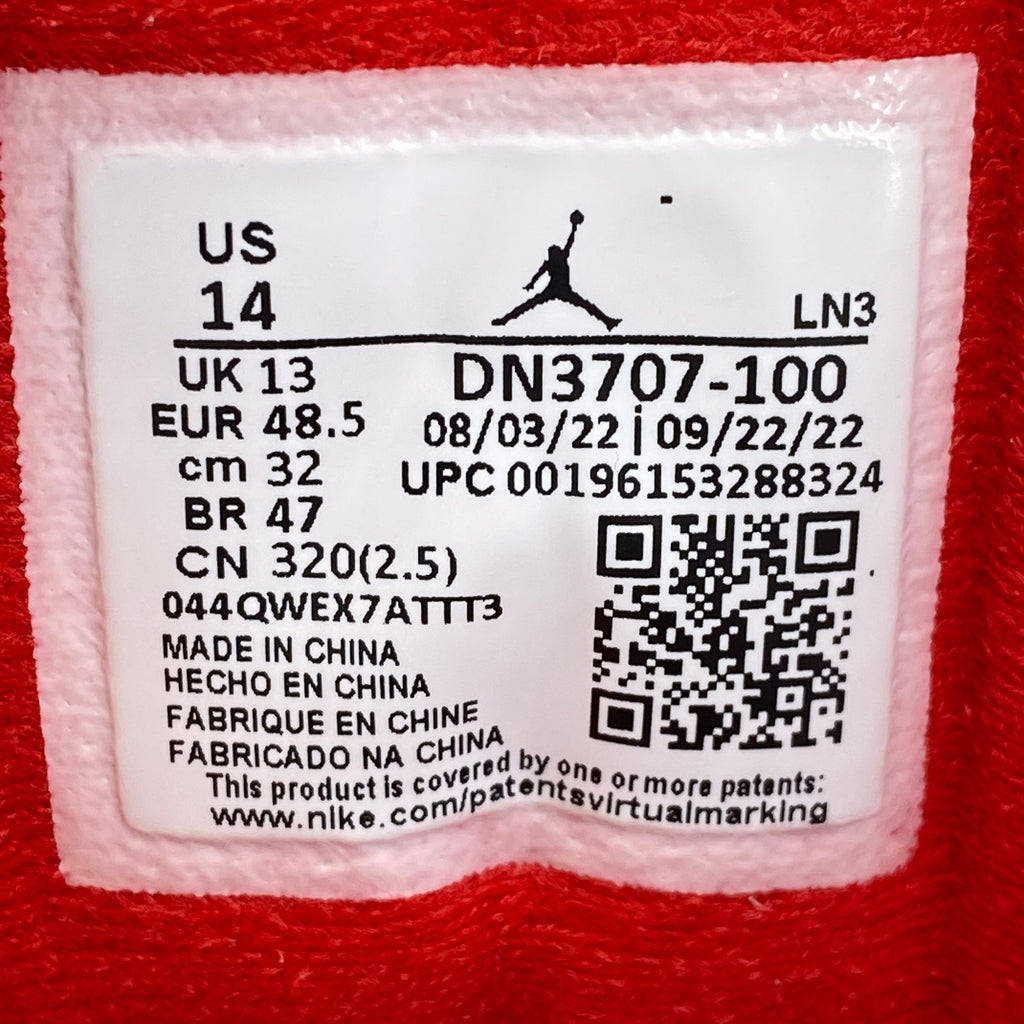 US
14
LN3
UK 13
DN3707-100
EUR 48.5
08/03/22 | 09/22/22
cm 32
UPC 00196153288324
BR 47
CN 320(2.5)
044QWEX7ATTT3
MADE IN CHINA
HECHO EN CHINA
FABRIQUE EN CHINE
FABRICADO NA CHINA
This product is covered by one or more patents:
www.nike.com/patentsvirtualmarking